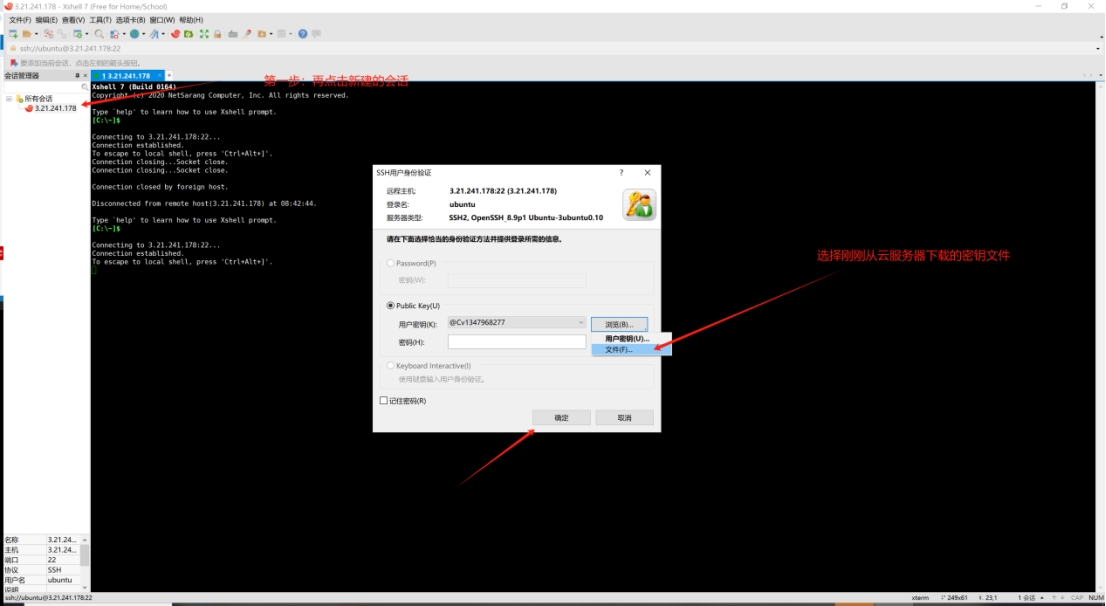 3.21.241.178 - Xshell 7 (Free for Home/School)
文件(F) 编辑(E) 查看(V) 工具(T) 选项卡(B) 窗口(W) 帮助(H)
ssh://ubuntu@3.21.241.178:22
要添加当前会话，点击左侧的箭头按钮。
会话管理器
1 3.21.241.178
第一步：再点击新建的会话
所有会话
3.21.241.178
Xshell 7 (Build 0164)
Copyright (c) 2020 NetSarang Computer, Inc. All rights reserved.
Type `help' to learn how to use Xshell prompt.
[C:\~]$
Connecting to 3.21.241.178:22...
Connection established.
To escape to local shell, press 'Ctrl+Alt+]'.
Connection closing...Socket close.
Connection closing...Socket close.
Connection closed by foreign host.
Disconnected from remote host(3.21.241.178) at 08:42:44.
Type `help' to learn how to use Xshell prompt.
[C:\~]$
Connecting to 3.21.241.178:22...
Connection established.
To escape to local shell, press 'Ctrl+Alt+]'.
SSH用户身份验证
远程主机: 3.21.241.178:22 (3.21.241.178)
登录名: ubuntu
服务器类型: SSH2, OpenSSH_8.9p1 Ubuntu-3ubuntu0.10
请在下面选择恰当的身份验证方法并提供登录所需的信息。
Password(P)
密码(W):
Public Key(U)
用户密钥(K): @Cv1347968277 浏览(B)...
用户密钥(U)...
密码(H):
文件(F)...
Keyboard Interactive(I)
使用键盘输入用户身份验证。
记住密码(R)
确定 取消
选择刚刚从云服务器下载的密钥文件
名称 3.21.24...
主机 3.21.24...
端口 22
协议 SSH
用户名 ubuntu
说明
ssh://ubuntu@3.21.241.178:22 xterm 249x61 23,1 1 会话 CAP NUM